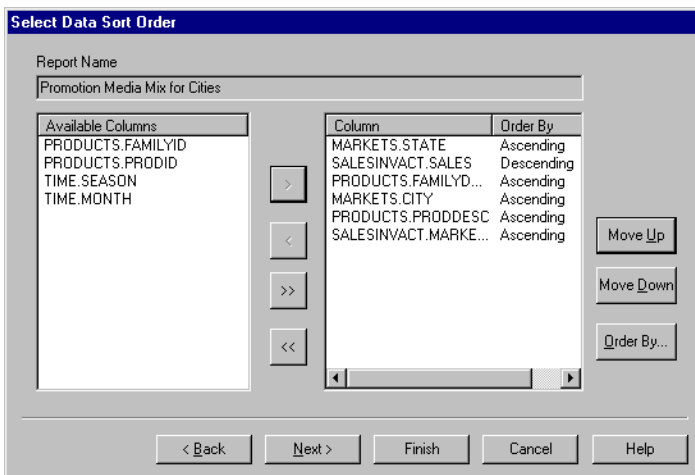 Select Data Sort Order
Report Name
Promotion Media Mix for Cities
Available Columns
PRODUCTS.FAMILYID
PRODUCTS.PRODID
TIME.SEASON
TIME.MONTH
>
<
>>
<<
Column Order By
MARKETS.STATE Ascending
SALESINVACT.SALES Descending
PRODUCTS.FAMILYD... Ascending
MARKETS.CITY Ascending
PRODUCTS.PRODDESC Ascending
SALESINVACT.MARKE... Ascending
Move Up
Move Down
Order By...
< Back Next > Finish Cancel Help